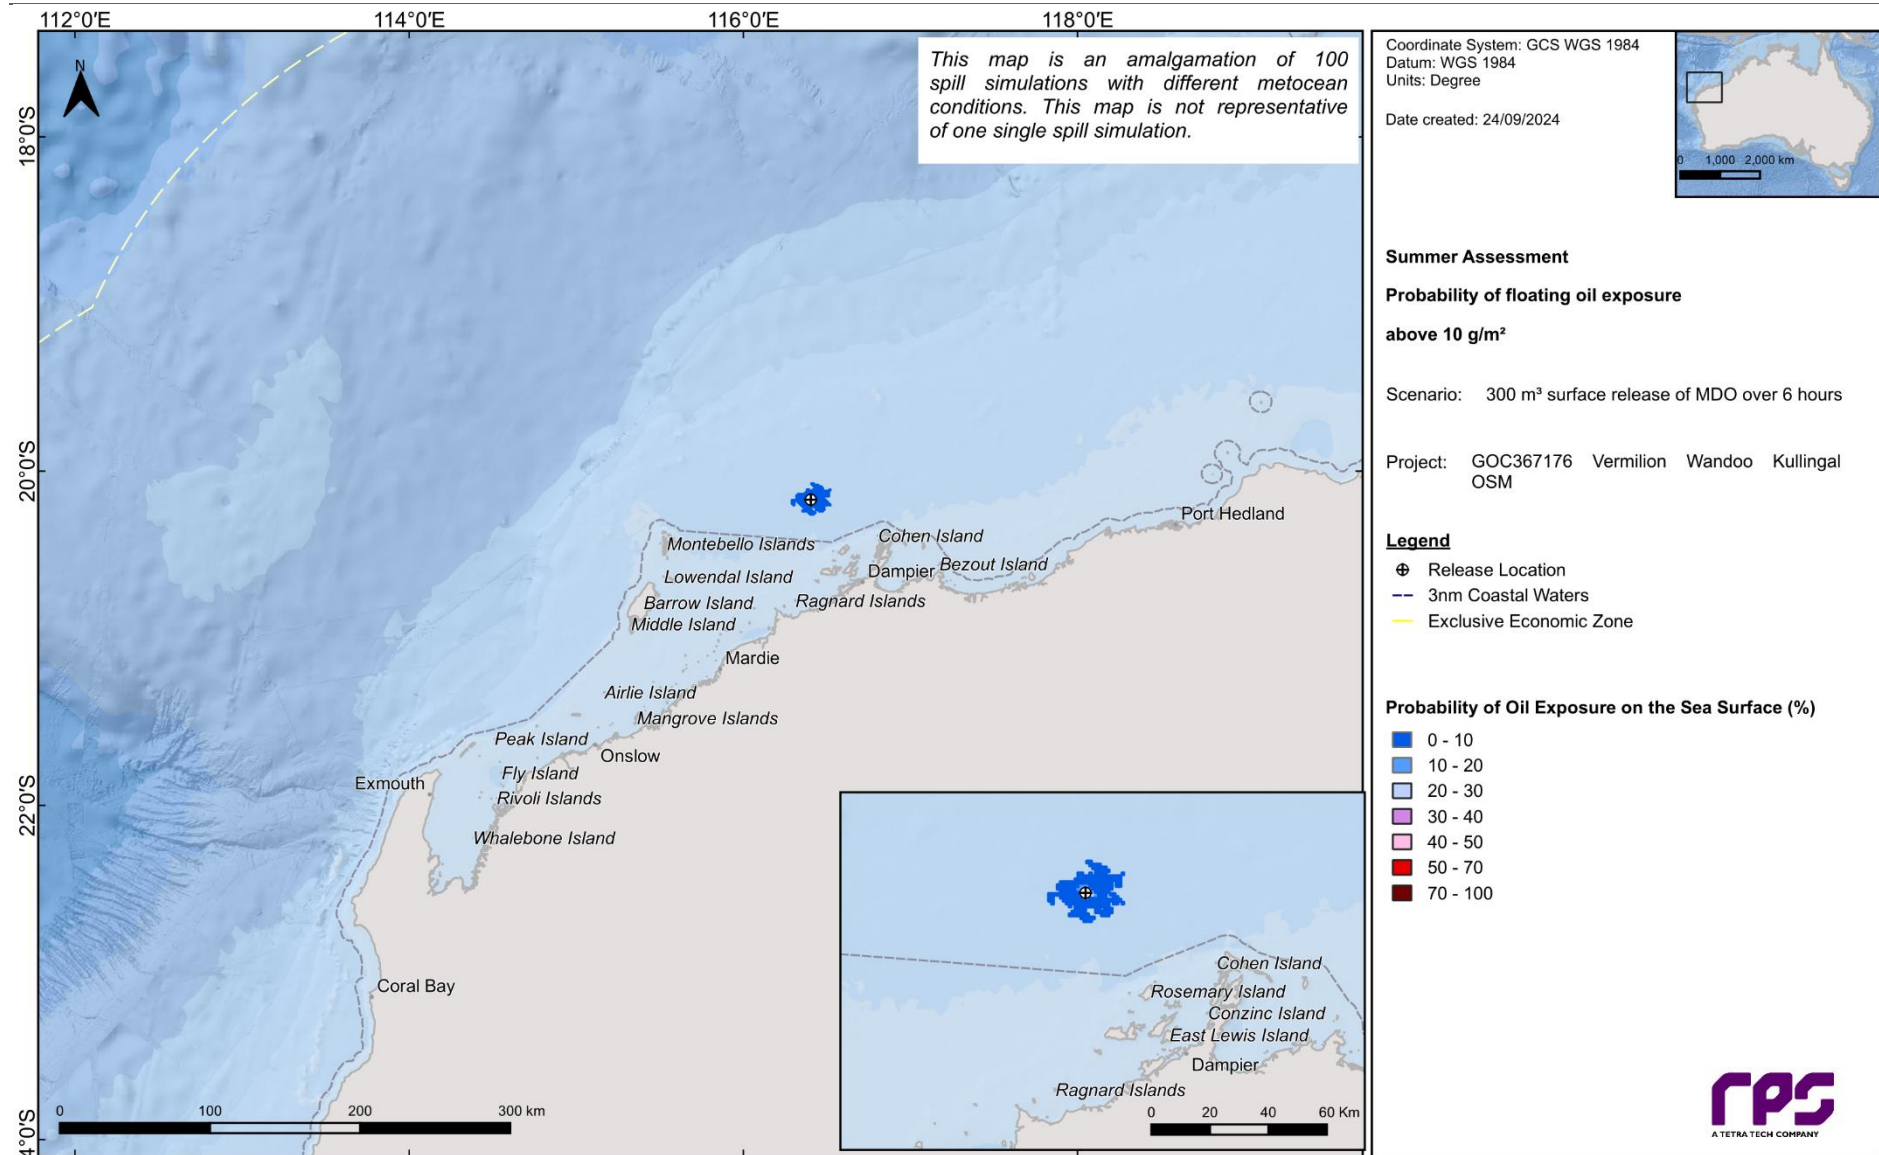 112°0'E 114°0'E 116°0'E 118°0'E
18°0'S
20°0'S
22°0'S
4°0'S
N
This map is an amalgamation of 100
spill simulations with different metocean
conditions. This map is not representative
of one single spill simulation.
Montebello Islands
Lowendal Island
Barrow Island
Middle Island
Cohen Island
Dampier
Bezout Island
Ragnard Islands
Port Hedland
Mardie
Airlie Island
Mangrove Islands
Peak Island
Onslow
Fly Island
Exmouth
Rivoli Islands
Whalebone Island
Coral Bay
0 100 200 300 km
Cohen Island
Rosemary Island
Conzinc Island
East Lewis Island
Dampier
Ragnard Islands
0 20 40 60 Km
Coordinate System: GCS WGS 1984
Datum: WGS 1984
Units: Degree
Date created: 24/09/2024
0 1,000 2,000 km
Summer Assessment
Probability of floating oil exposure
above 10 g/m²
Scenario: 300 m³ surface release of MDO over 6 hours
Project: GOC367176 Vermilion Wandoo Kullingal
OSM
Legend
Release Location
3nm Coastal Waters
Exclusive Economic Zone
Probability of Oil Exposure on the Sea Surface (%)
0 - 10
10 - 20
20 - 30
30 - 40
40 - 50
50 - 70
70 - 100
rps
A TETRA TECH COMPANY